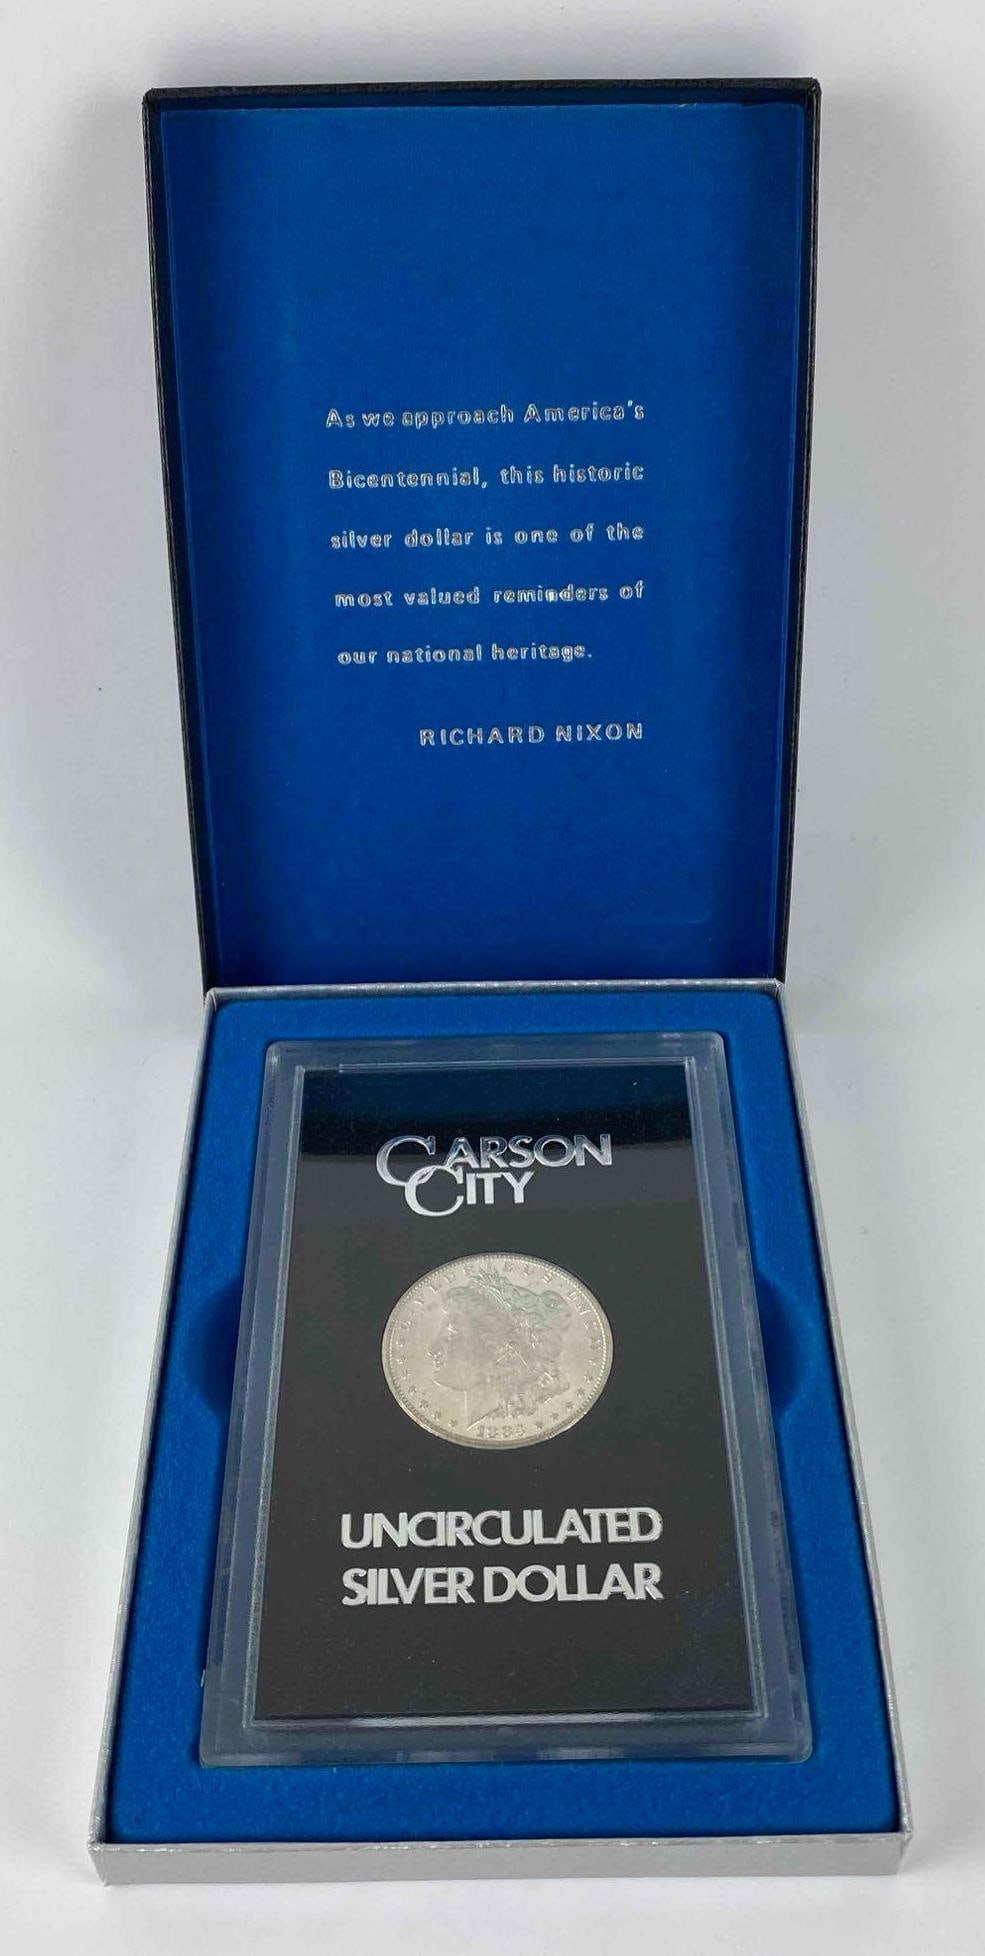 As we approach America's
Bicentennial, this historic
silver dollar is one of the
most valued reminders of
our national heritage.
RICHARD NIXON
CARSON
CITY
UNCIRCULATED
SILVER DOLLAR